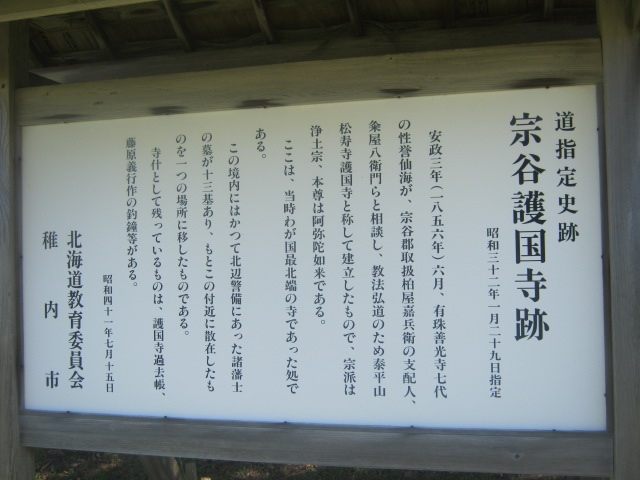 道指定史跡
宗谷護国寺跡
昭和三十二年一月二十九日指定
安政三年(一八五六年)六月、有珠善光寺七代
の性誉仙海が、宗谷郡取扱柏屋嘉兵衛の支配人、
粂屋八衛門らと相談し、教法弘道のため泰平山
松寿寺護国寺と称して建立したもので、宗派は
浄土宗、本尊は阿弥陀如来である。
ここは、当時わが国最北端の寺であった処で
ある。
この境内にはかつて北辺警備にあった諸藩士
の墓が十三基あり、もとこの付近に散在したも
のを一つの場所に移したものである。
寺什として残っているものは、護国寺過去帳、
藤原義行作の釣鐘等がある。
昭和四十一年七月十五日
北海道教育委員会
稚内市